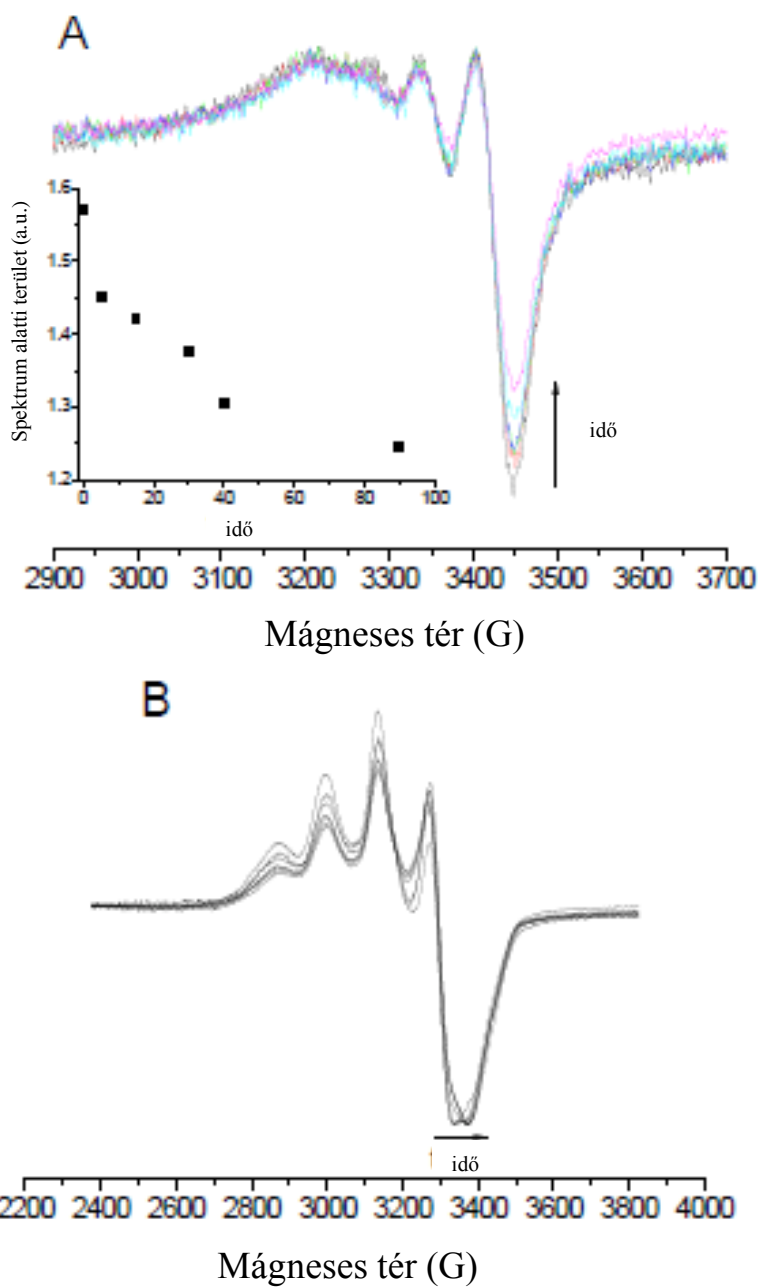 A
Spektrum alatti terület (a.u.)
1.6
1.5
1.4
1.3
1.2
0 20 40 60 80 100
idő
idő
2900 3000 3100 3200 3300 3400 3500 3600 3700
Mágneses tér (G)
B
idő
2200 2400 2600 2800 3000 3200 3400 3600 3800 4000
Mágneses tér (G)